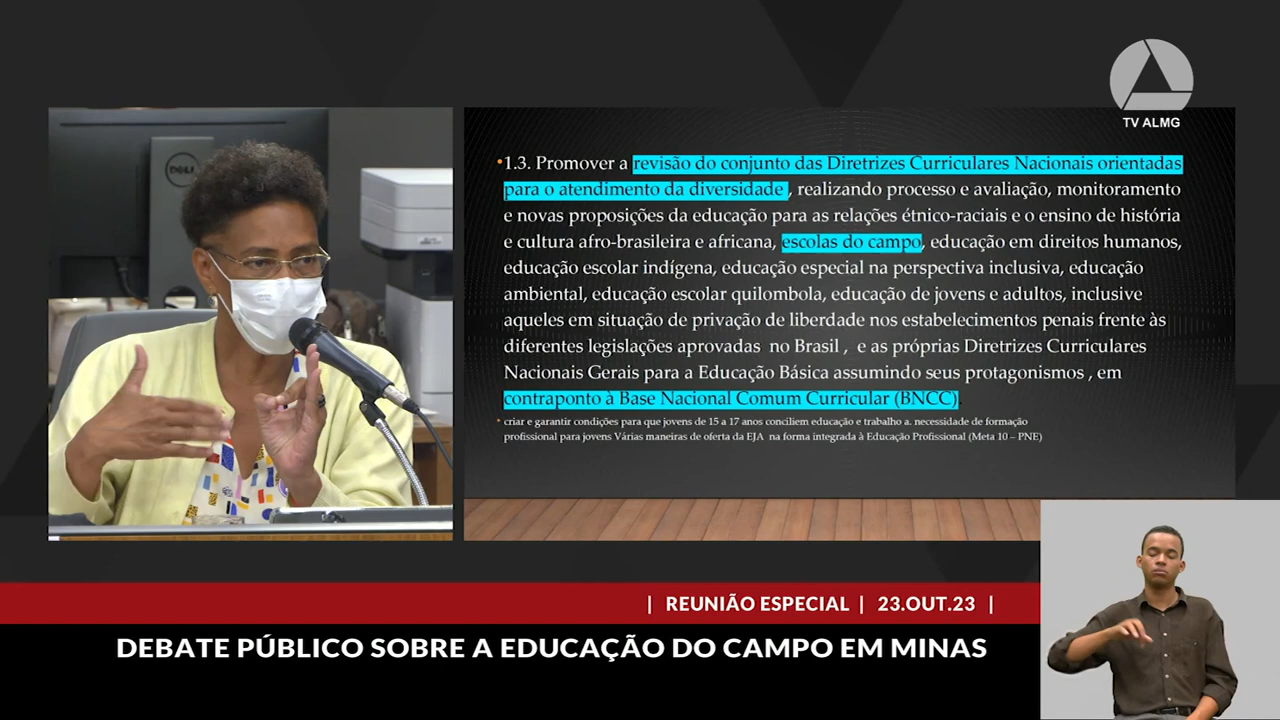 TV ALMG
DELL
•1.3. Promover a revisão do conjunto das Diretrizes Curriculares Nacionais orientadas
para o atendimento da diversidade , realizando processo e avaliação, monitoramento
e novas proposições da educação para as relações étnico-raciais e o ensino de história
e cultura afro-brasileira e africana, escolas do campo, educação em direitos humanos,
educação escolar indígena, educação especial na perspectiva inclusiva, educação
ambiental, educação escolar quilombola, educação de jovens e adultos, inclusive
aqueles em situação de privação de liberdade nos estabelecimentos penais frente às
diferentes legislações aprovadas no Brasil , e as próprias Diretrizes Curriculares
Nacionais Gerais para a Educação Básica assumindo seus protagonismos , em
contraponto à Base Nacional Comum Curricular (BNCC).
• criar e garantir condições para que jovens de 15 a 17 anos conciliem educação e trabalho a. necessidade de formação
profissional para jovens Várias maneiras de oferta da EJA na forma integrada à Educação Profissional (Meta 10 – PNE)
| REUNIÃO ESPECIAL | 23.OUT.23 |
DEBATE PÚBLICO SOBRE A EDUCAÇÃO DO CAMPO EM MINAS